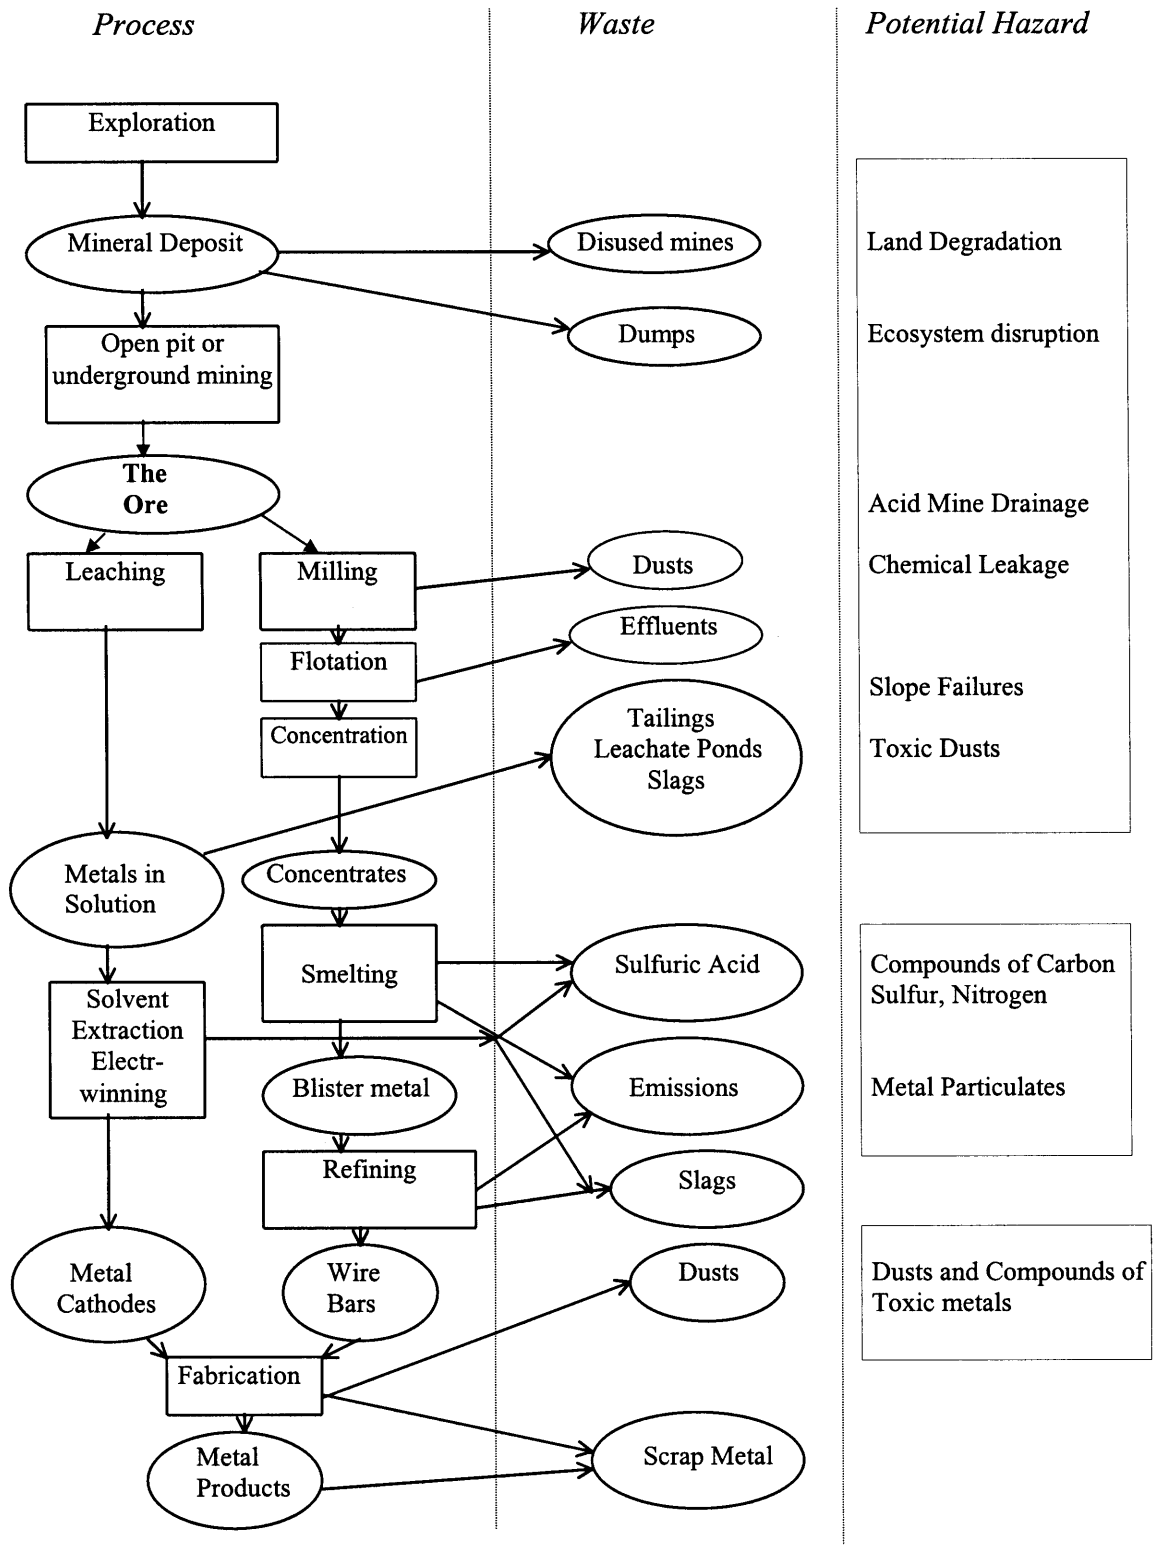 Process
Waste
Potential Hazard
Exploration
Mineral Deposit
Disused mines
Land Degradation
Dumps
Ecosystem disruption
Open pit or
underground mining
The
Ore
Acid Mine Drainage
Leaching
Milling
Dusts
Chemical Leakage
Effluents
Flotation
Slope Failures
Concentration
Tailings
Leachate Ponds
Slags
Toxic Dusts
Metals in
Solution
Concentrates
Smelting
Sulfuric Acid
Compounds of Carbon
Sulfur, Nitrogen
Solvent
Extraction
Electr-
winning
Blister metal
Emissions
Metal Particulates
Refining
Slags
Metal
Cathodes
Wire
Bars
Dusts
Dusts and Compounds of
Toxic metals
Fabrication
Metal
Products
Scrap Metal